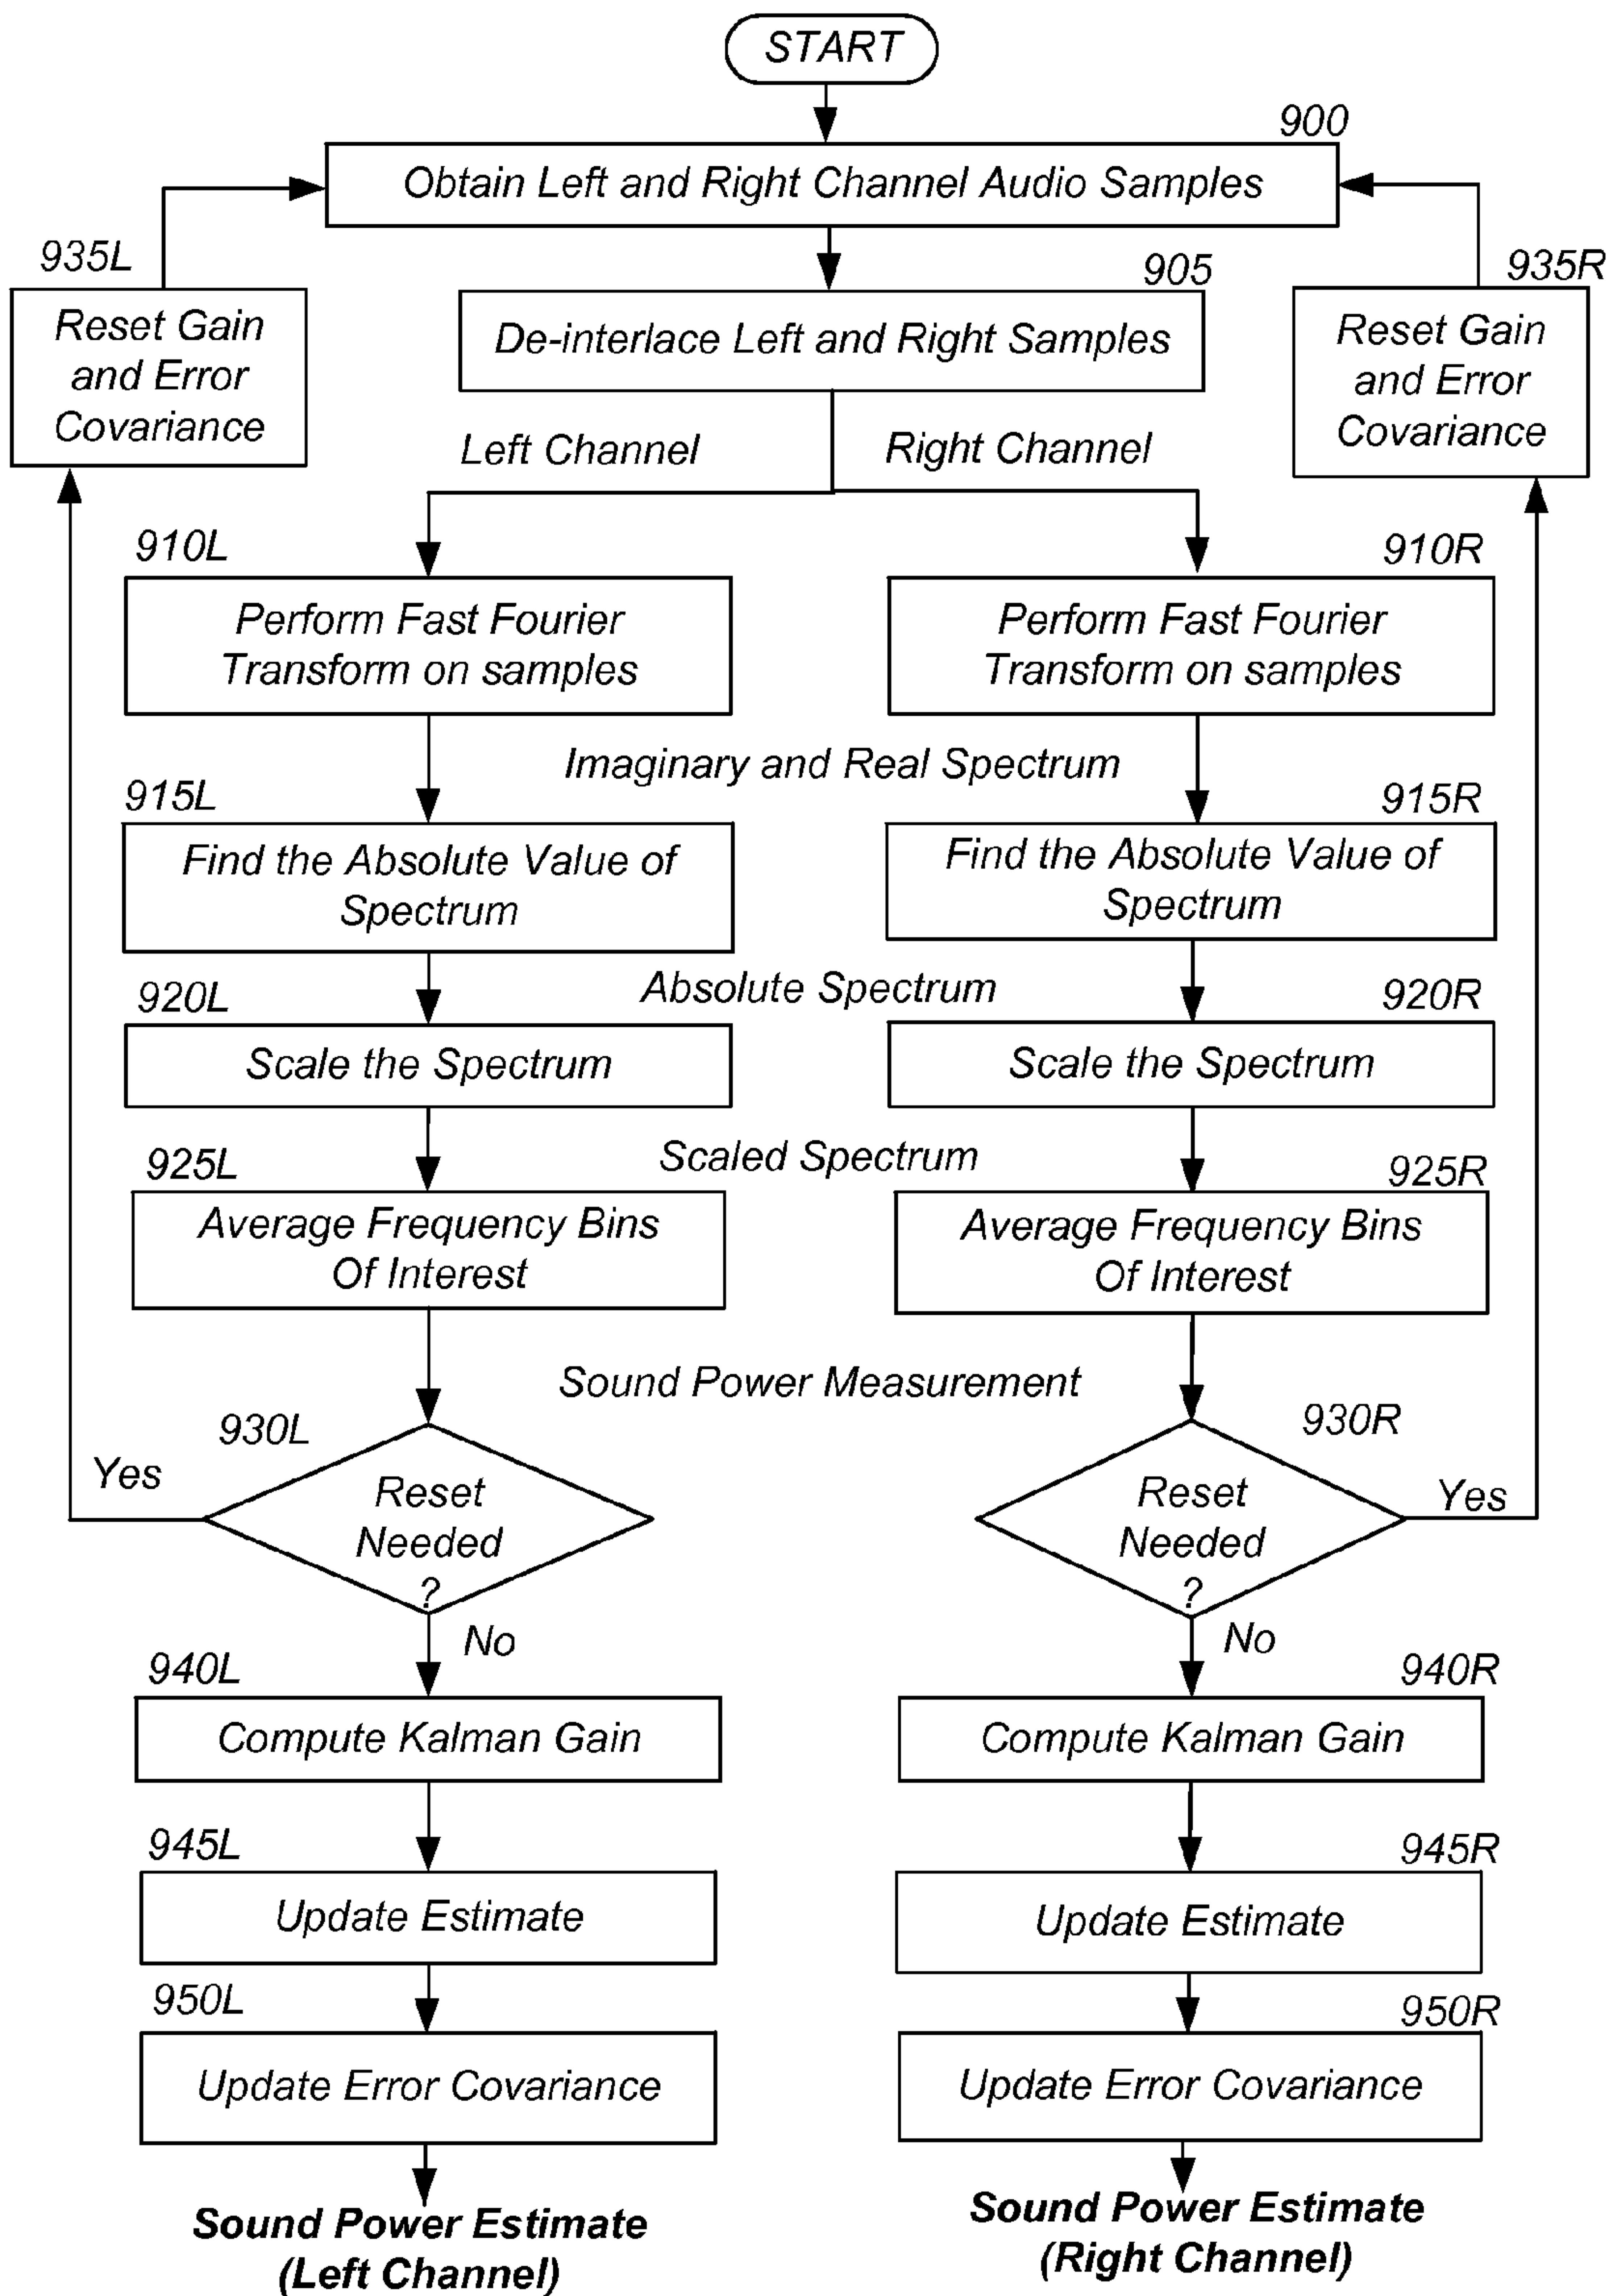 START
900
Obtain Left and Right Channel Audio Samples
935L
Reset Gain
and Error
Covariance
905
De-interlace Left and Right Samples
935R
Reset Gain
and Error
Covariance
Left Channel
Right Channel
910L
Perform Fast Fourier
Transform on samples
910R
Perform Fast Fourier
Transform on samples
Imaginary and Real Spectrum
915L
Find the Absolute Value of
Spectrum
915R
Find the Absolute Value of
Spectrum
Absolute Spectrum
920L
Scale the Spectrum
920R
Scale the Spectrum
Scaled Spectrum
925L
Average Frequency Bins
Of Interest
925R
Average Frequency Bins
Of Interest
Sound Power Measurement
930L
Yes
Reset
Needed
?
No
930R
Yes
Reset
Needed
?
No
940L
Compute Kalman Gain
940R
Compute Kalman Gain
945L
Update Estimate
945R
Update Estimate
950L
Update Error Covariance
950R
Update Error Covariance
Sound Power Estimate
(Left Channel)
Sound Power Estimate
(Right Channel)